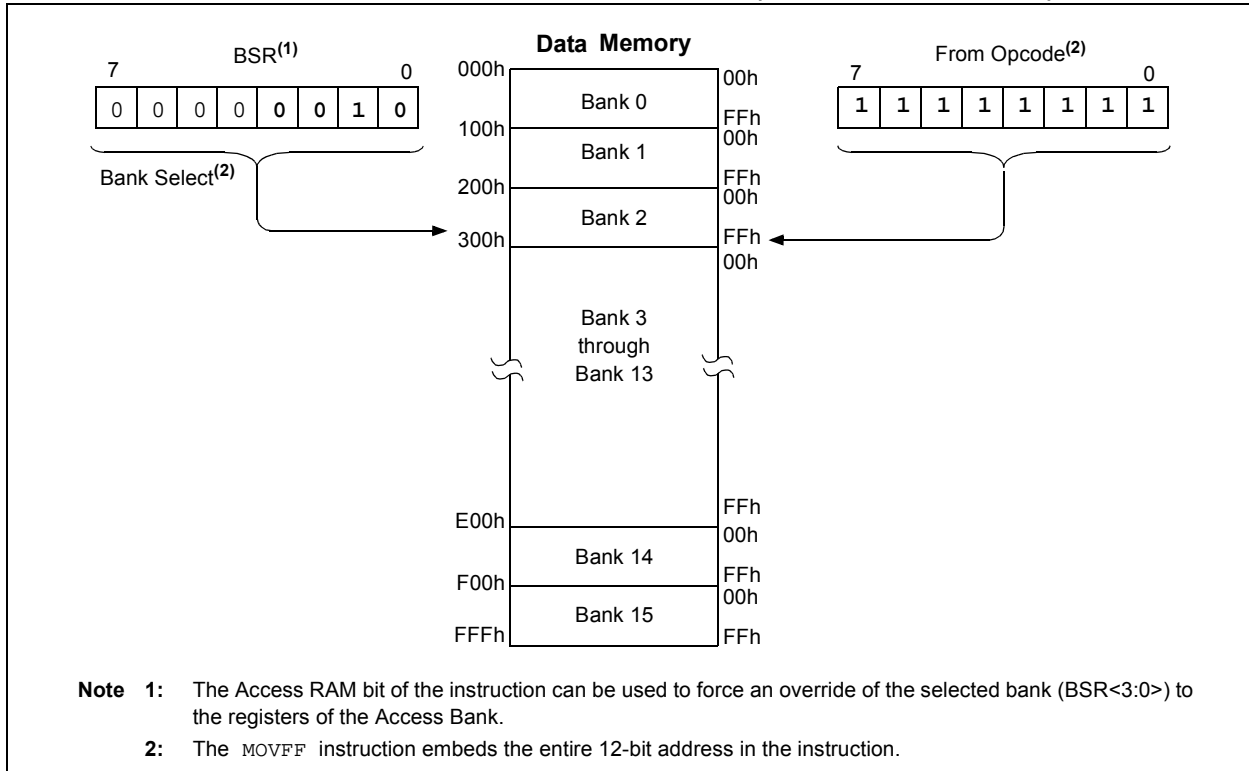 Data Memory
BSR(1)
7 0
0 0 0 0 0 0 1 0
Bank Select(2)
From Opcode(2)
7 0
1 1 1 1 1 1 1 1
000h 00h
Bank 0
FFh
100h 00h
Bank 1
FFh
200h 00h
Bank 2
FFh
300h 00h
Bank 3
through
Bank 13
FFh
E00h 00h
Bank 14
FFh
F00h 00h
Bank 15
FFFh FFh
Note 1: The Access RAM bit of the instruction can be used to force an override of the selected bank (BSR<3:0>) to
the registers of the Access Bank.
2: The MOVFF instruction embeds the entire 12-bit address in the instruction.